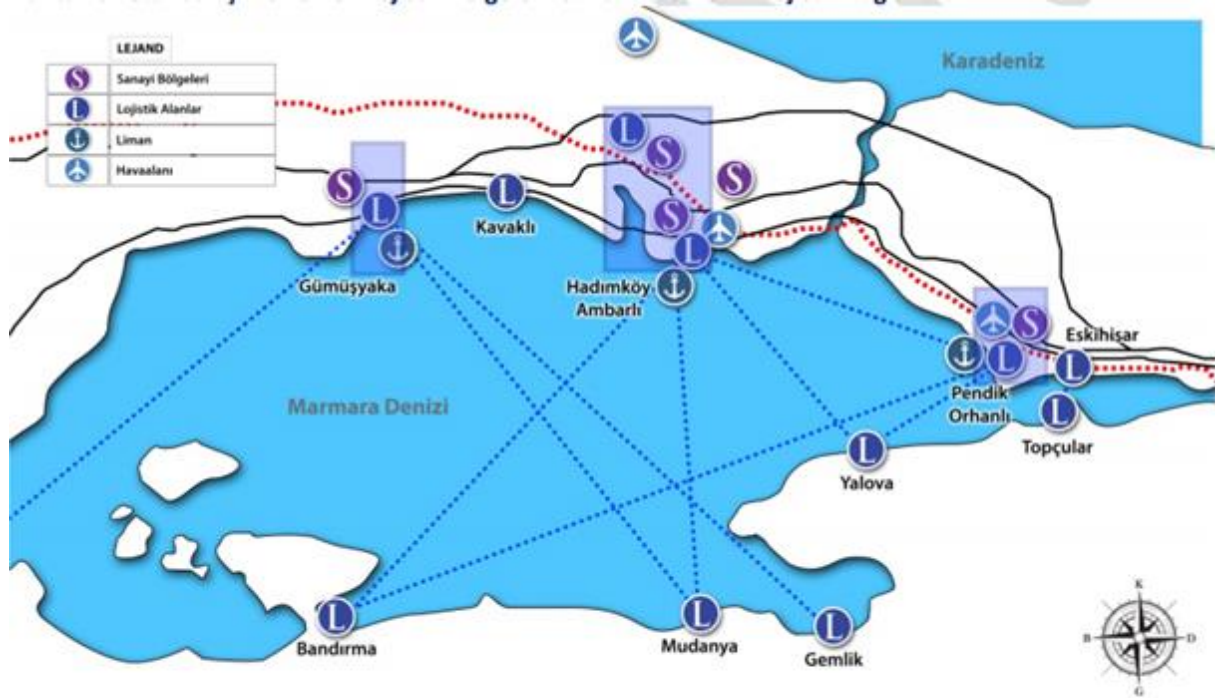 LEJAND
S Sanayi Bölgeleri
L Lojistik Alanlar
Liman
Havaalanı
Karadeniz
S
L
S
S
L
L
Kavaklı
S
Gümüşyaka
L
Hadımköy
Ambarlı
S
Eskihisar
L
L
Pendik
Orhanlı
L
Topçular
Marmara Denizi
L
Yalova
L
Bandırma
L
Mudanya
L
Gemlik
K
B
D
G